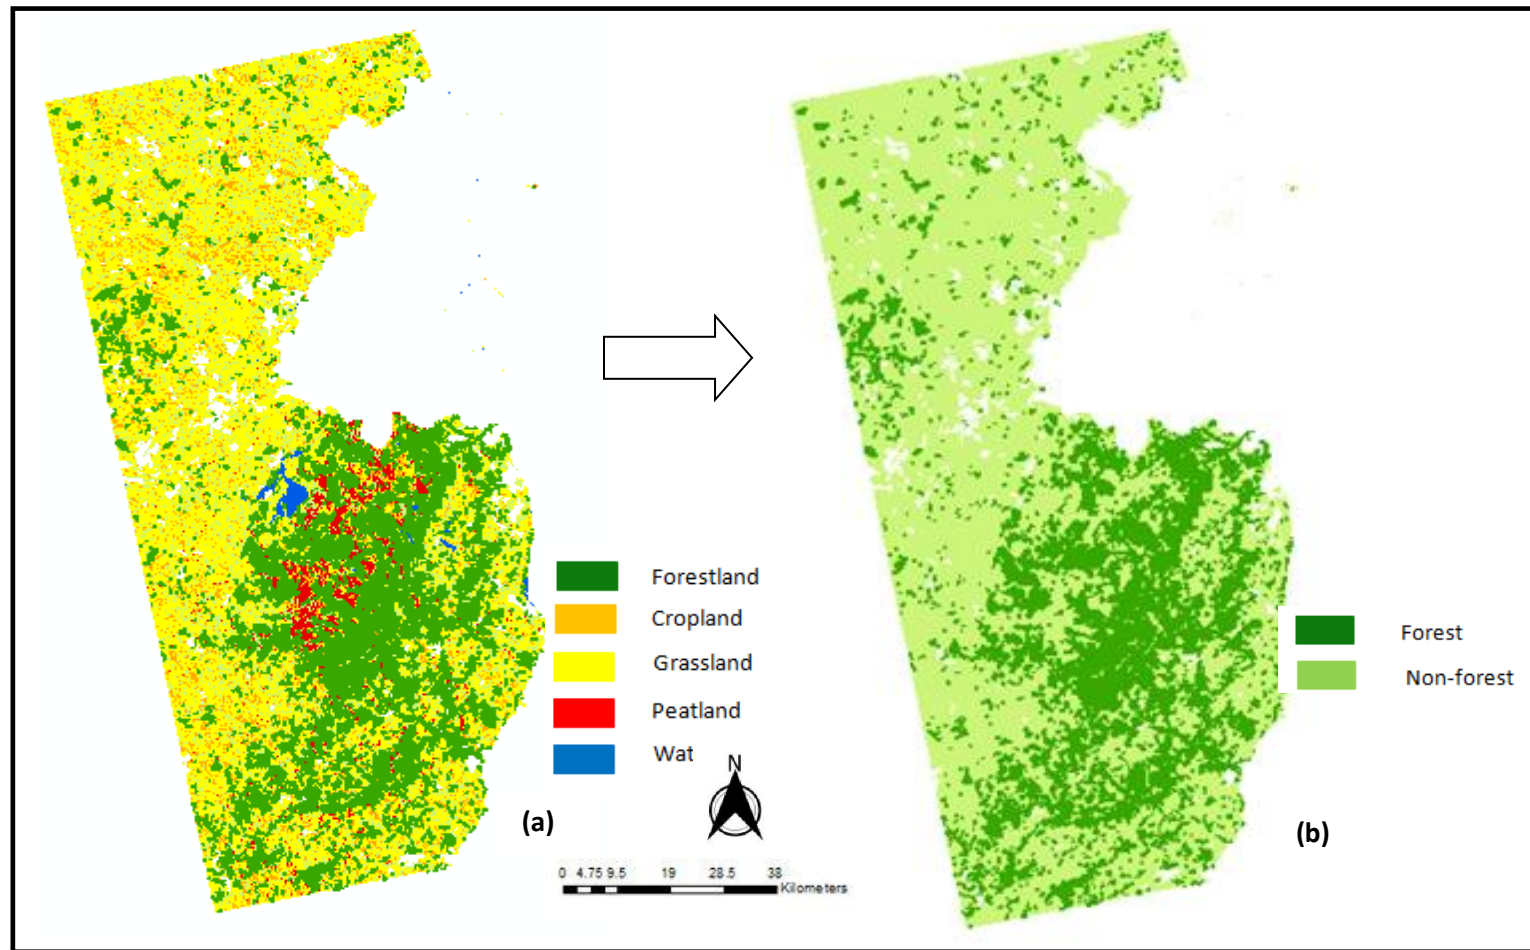 Forestland
Cropland
Grassland
Peatland
Wat
N
(a)
0 4.75 9.5 19 28.5 38
Kilometers
Forest
Non-forest
(b)